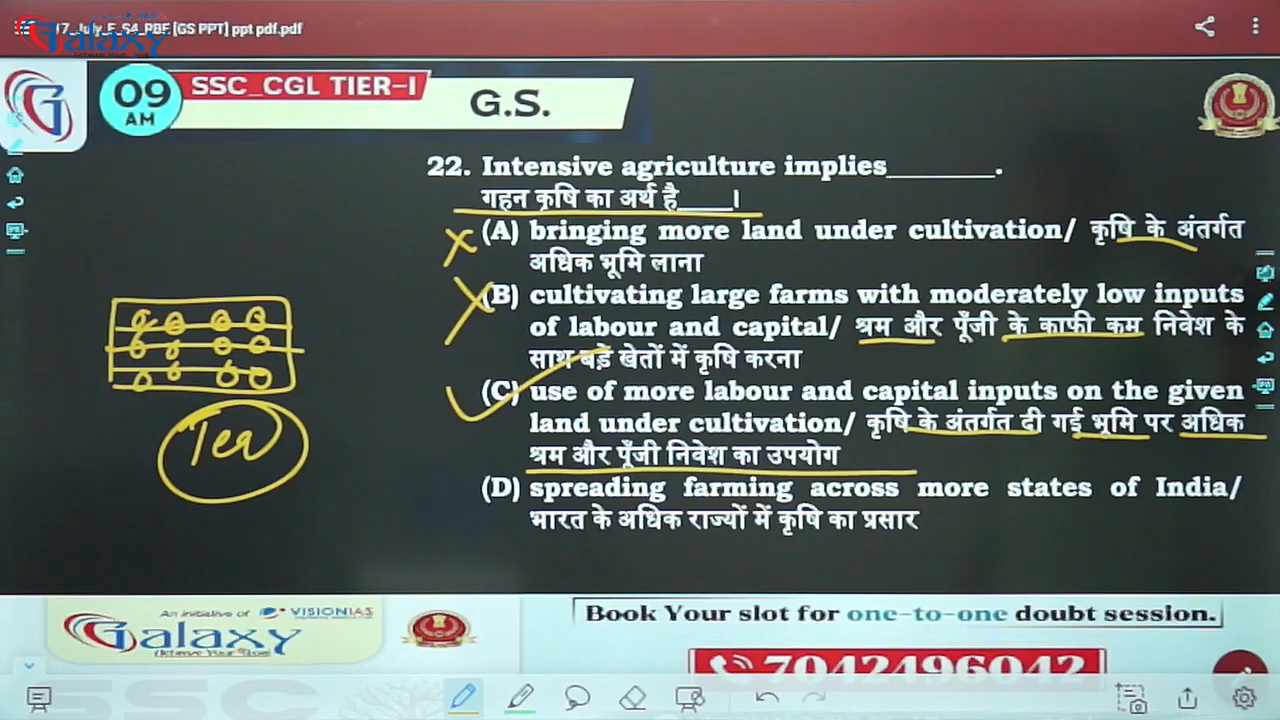 17_July_E_S4_RBE [GS PPT] ppt pdf.pdf
Galaxy
09
AM
SSC_CGL TIER-I
G.S.
22. Intensive agriculture implies________.
गहन कृषि का अर्थ है____।
(A) bringing more land under cultivation/ कृषि के अंतर्गत
अधिक भूमि लाना
(B) cultivating large farms with moderately low inputs
of labour and capital/ श्रम और पूँजी के काफी कम निवेश के
साथ बड़े खेतों में कृषि करना
(C) use of more labour and capital inputs on the given
land under cultivation/ कृषि के अंतर्गत दी गई भूमि पर अधिक
श्रम और पूँजी निवेश का उपयोग
(D) spreading farming across more states of India/
भारत के अधिक राज्यों में कृषि का प्रसार
Tea
An initiative of VISIONIAS
Galaxy
Book Your slot for one-to-one doubt session.
7042496042
SSC